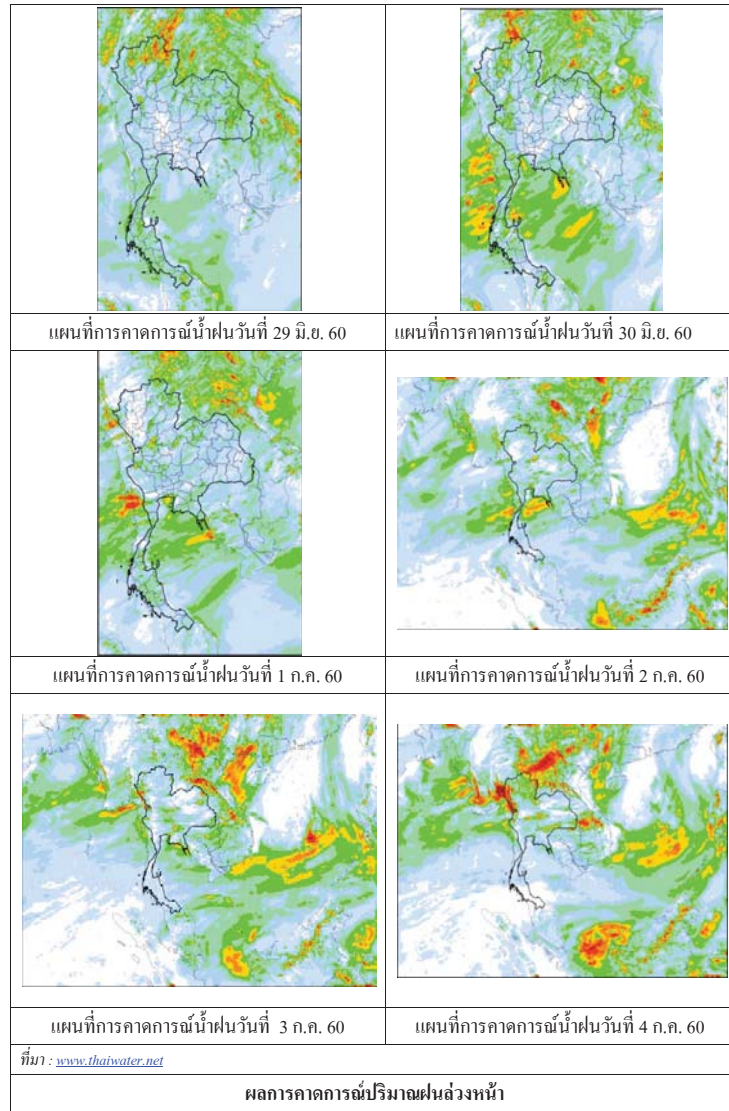 แผนที่การคาดการณ์น้ำฝนวันที่ 29 มิ.ย. 60
แผนที่การคาดการณ์น้ำฝนวันที่ 30 มิ.ย. 60
แผนที่การคาดการณ์น้ำฝนวันที่ 1 ก.ค. 60
แผนที่การคาดการณ์น้ำฝนวันที่ 2 ก.ค. 60
แผนที่การคาดการณ์น้ำฝนวันที่ 3 ก.ค. 60
แผนที่การคาดการณ์น้ำฝนวันที่ 4 ก.ค. 60
ที่มา : www.thaiwater.net
ผลการคาดการณ์ปริมาณฝนล่วงหน้า